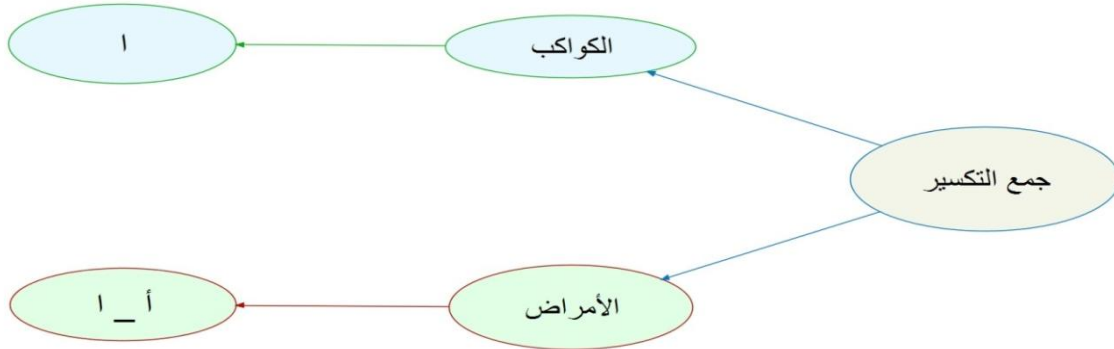 جمع التكسير
الكواكب
ا
الأمراض
أ _ ا